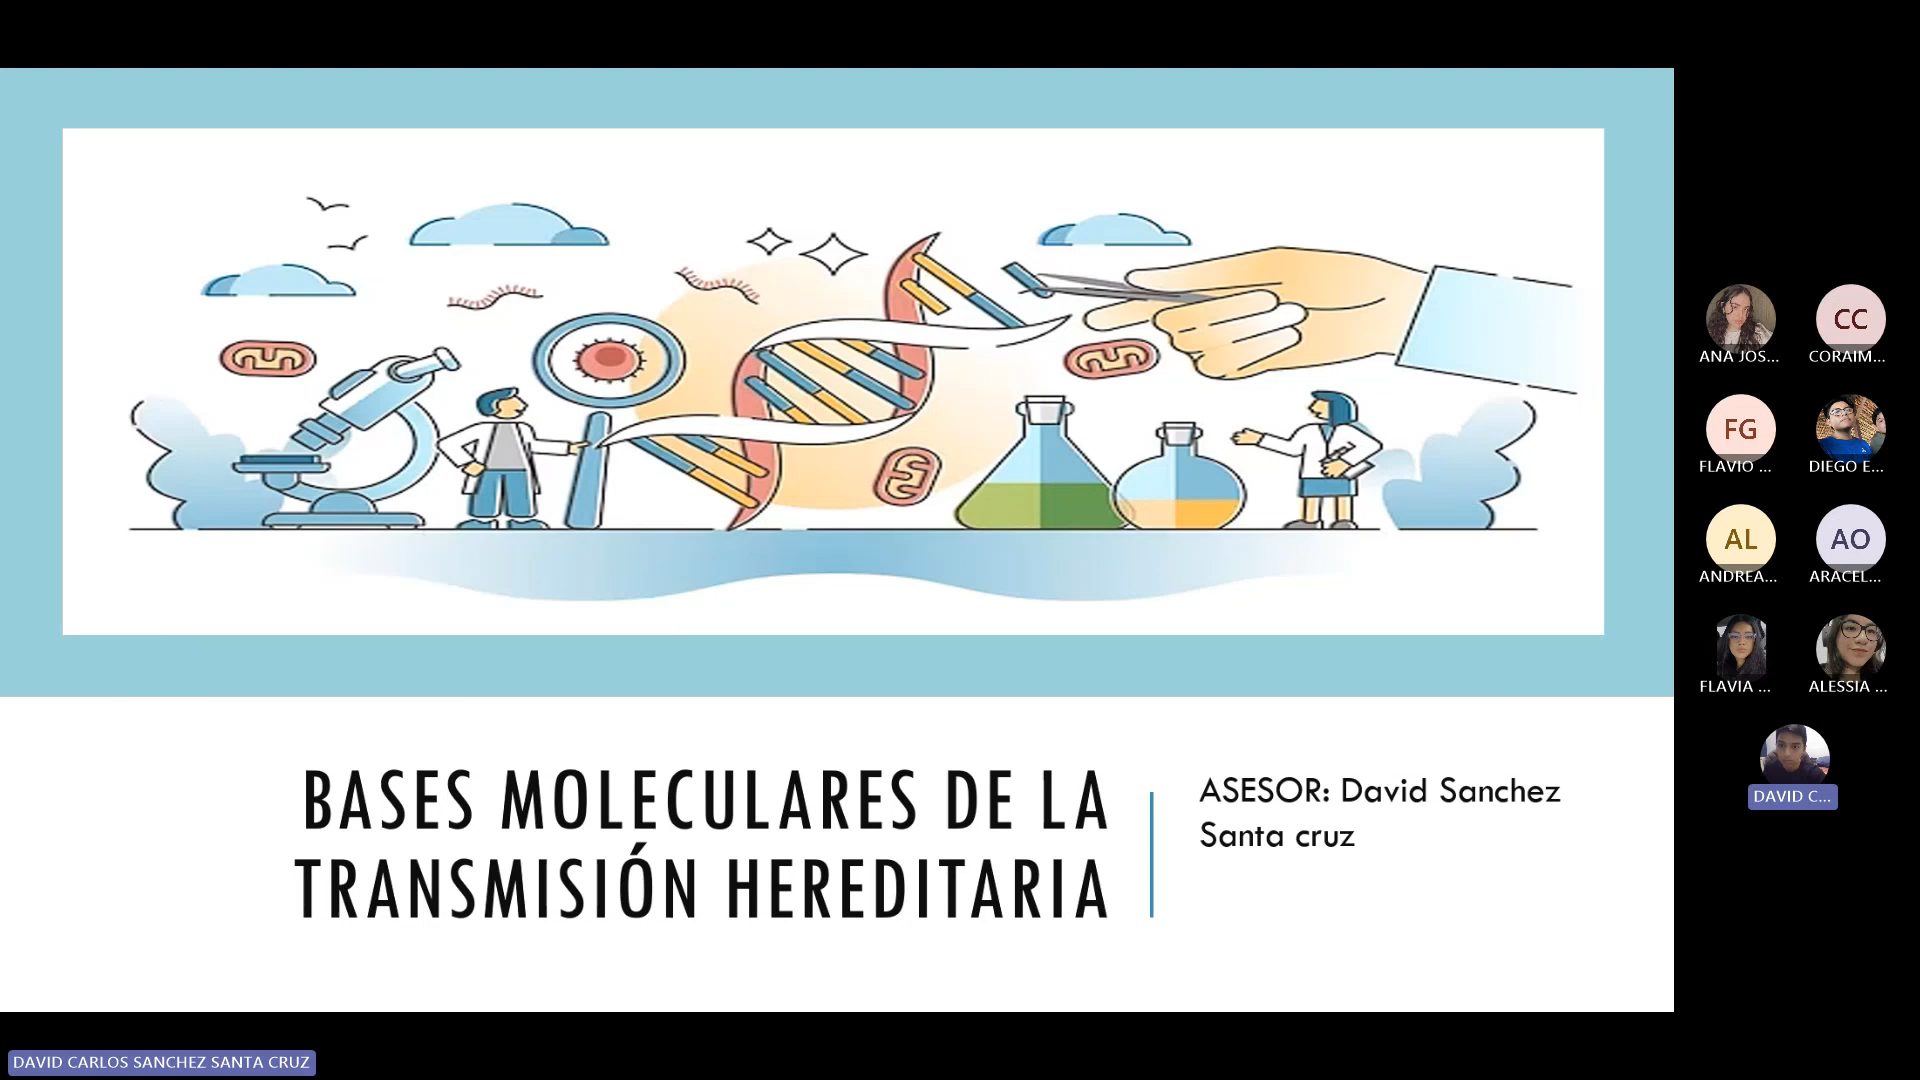 BASES MOLECULARES DE LA
TRANSMISIÓN HEREDITARIA
ASESOR: David Sanchez
Santa cruz
ANA JOS...
CC
CORAIM...
FG
FLAVIO ...
DIEGO E...
AL
ANDREA...
AO
ARACEL...
FLAVIA ...
ALESSIA ...
DAVID C...
DAVID CARLOS SANCHEZ SANTA CRUZ